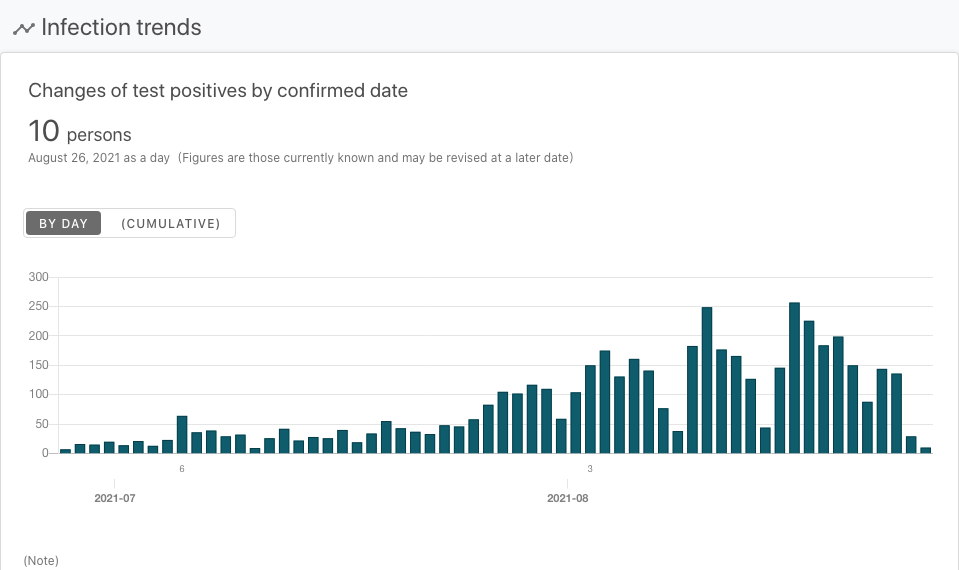 Infection trends
Changes of test positives by confirmed date
10 persons
August 26, 2021 as a day (Figures are those currently known and may be revised at a later date)
BY DAY (CUMULATIVE)
300
250
200
150
100
50
0
6 3
2021-07 2021-08
(Note)